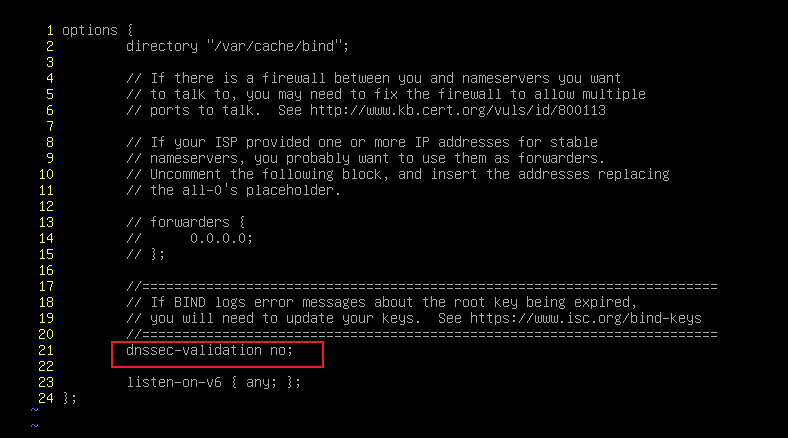 1 options {
2         directory "/var/cache/bind";
3
4         // If there is a firewall between you and nameservers you want
5         // to talk to, you may need to fix the firewall to allow multiple
6         // ports to talk.  See http://www.kb.cert.org/vuls/id/800113
7
8         // If your ISP provided one or more IP addresses for stable
9         // nameservers, you probably want to use them as forwarders.
10         // Uncomment the following block, and insert the addresses replacing
11         // the all-0's placeholder.
12
13         // forwarders {
14         //      0.0.0.0;
15         // };
16
17         //========================================================================
18         // If BIND logs error messages about the root key being expired,
19         // you will need to update your keys.  See https://www.isc.org/bind-keys
20         //========================================================================
21         dnssec-validation no;
22
23         listen-on-v6 { any; };
24 };
~
~